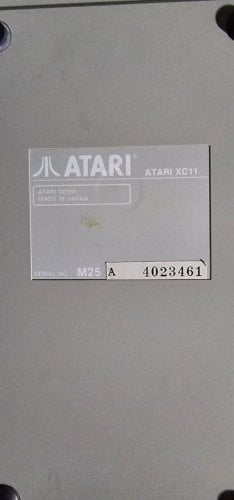 ATARI® ATARI XC11
ATARI CORP.
MADE IN JAPAN
SERIAL NO. M25 A 4023461